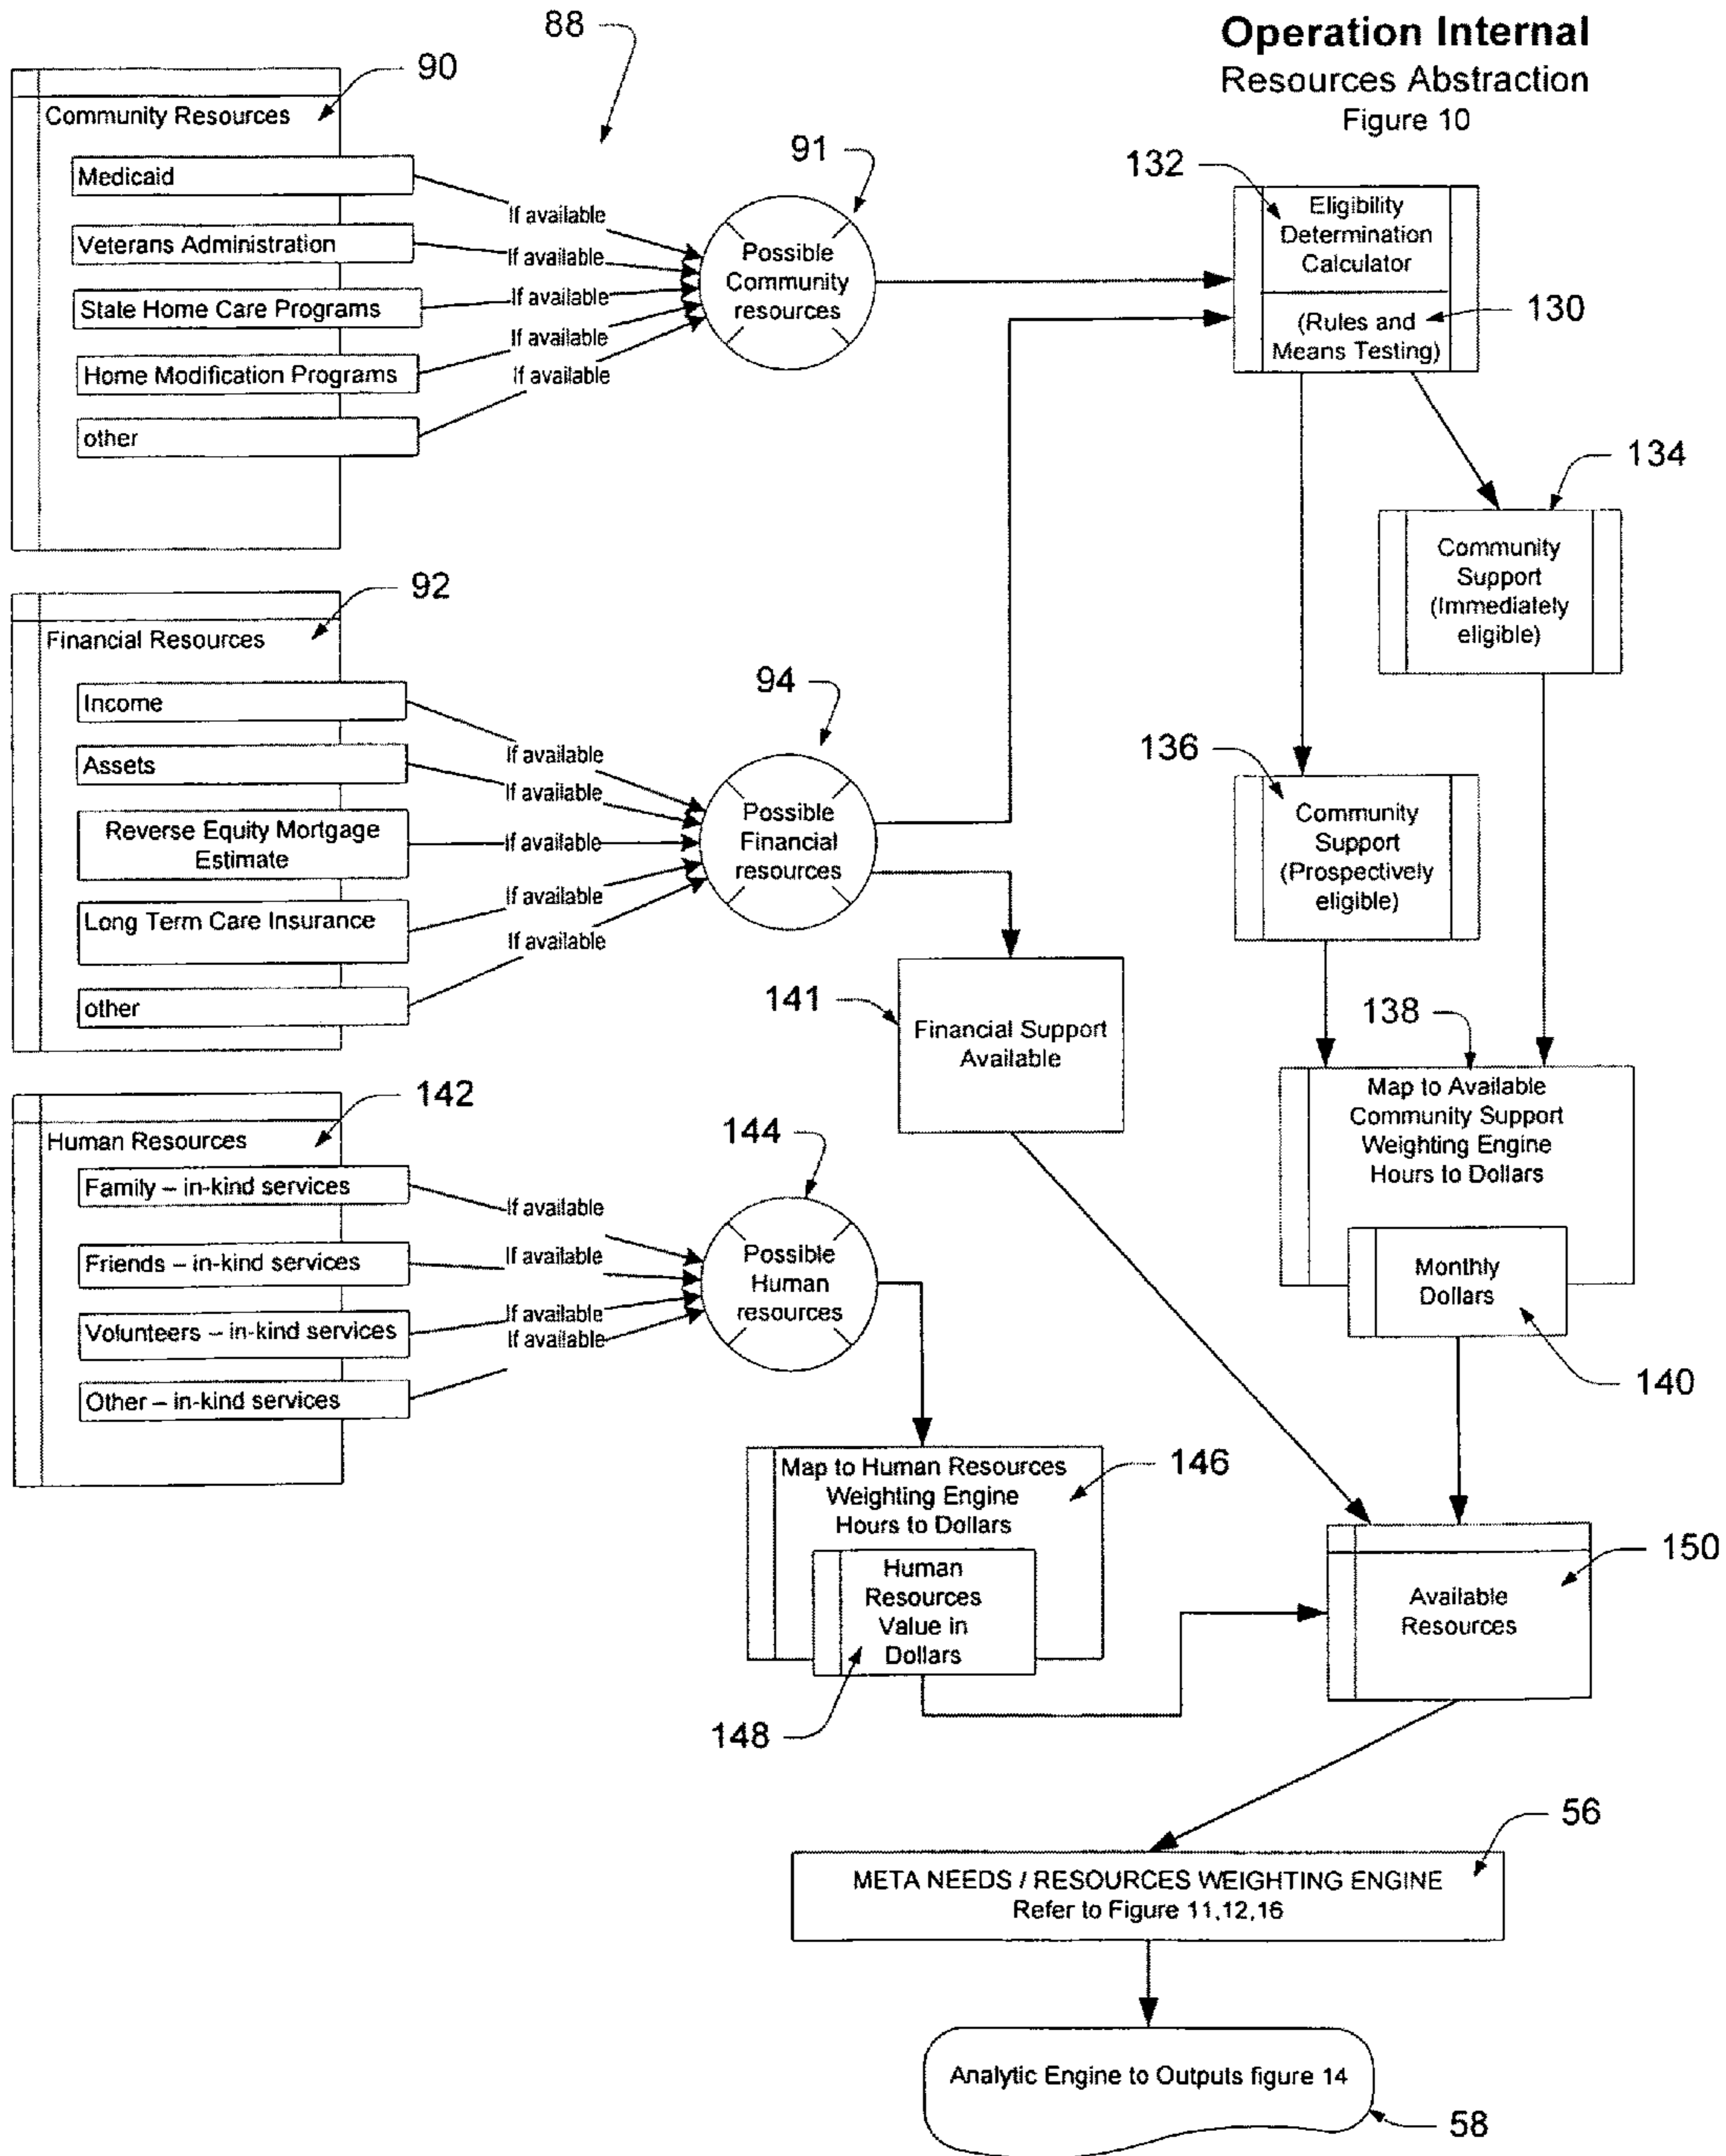 Operation Internal
Resources Abstraction
Figure 10
88
90
Community Resources
Medicaid
Veterans Administration
State Home Care Programs
Home Modification Programs
other
If available
If available
If available
If available
If available
91
Possible
Community
resources
132
Eligibility
Determination
Calculator
(Rules and
Means Testing)
130
134
Community
Support
(Immediately
eligible)
92
Financial Resources
Income
Assets
Reverse Equity Mortgage
Estimate
Long Term Care Insurance
other
If available
If available
If available
If available
If available
94
Possible
Financial
resources
136
Community
Support
(Prospectively
eligible)
141
Financial Support
Available
138
Map to Available
Community Support
Weighting Engine
Hours to Dollars
Monthly
Dollars
140
142
Human Resources
Family – in-kind services
Friends – in-kind services
Volunteers – in-kind services
Other – in-kind services
If available
If available
If available
If available
144
Possible
Human
resources
146
Map to Human Resources
Weighting Engine
Hours to Dollars
Human
Resources
Value in
Dollars
148
150
Available
Resources
56
META NEEDS / RESOURCES WEIGHTING ENGINE
Refer to Figure 11,12,16
Analytic Engine to Outputs figure 14
58